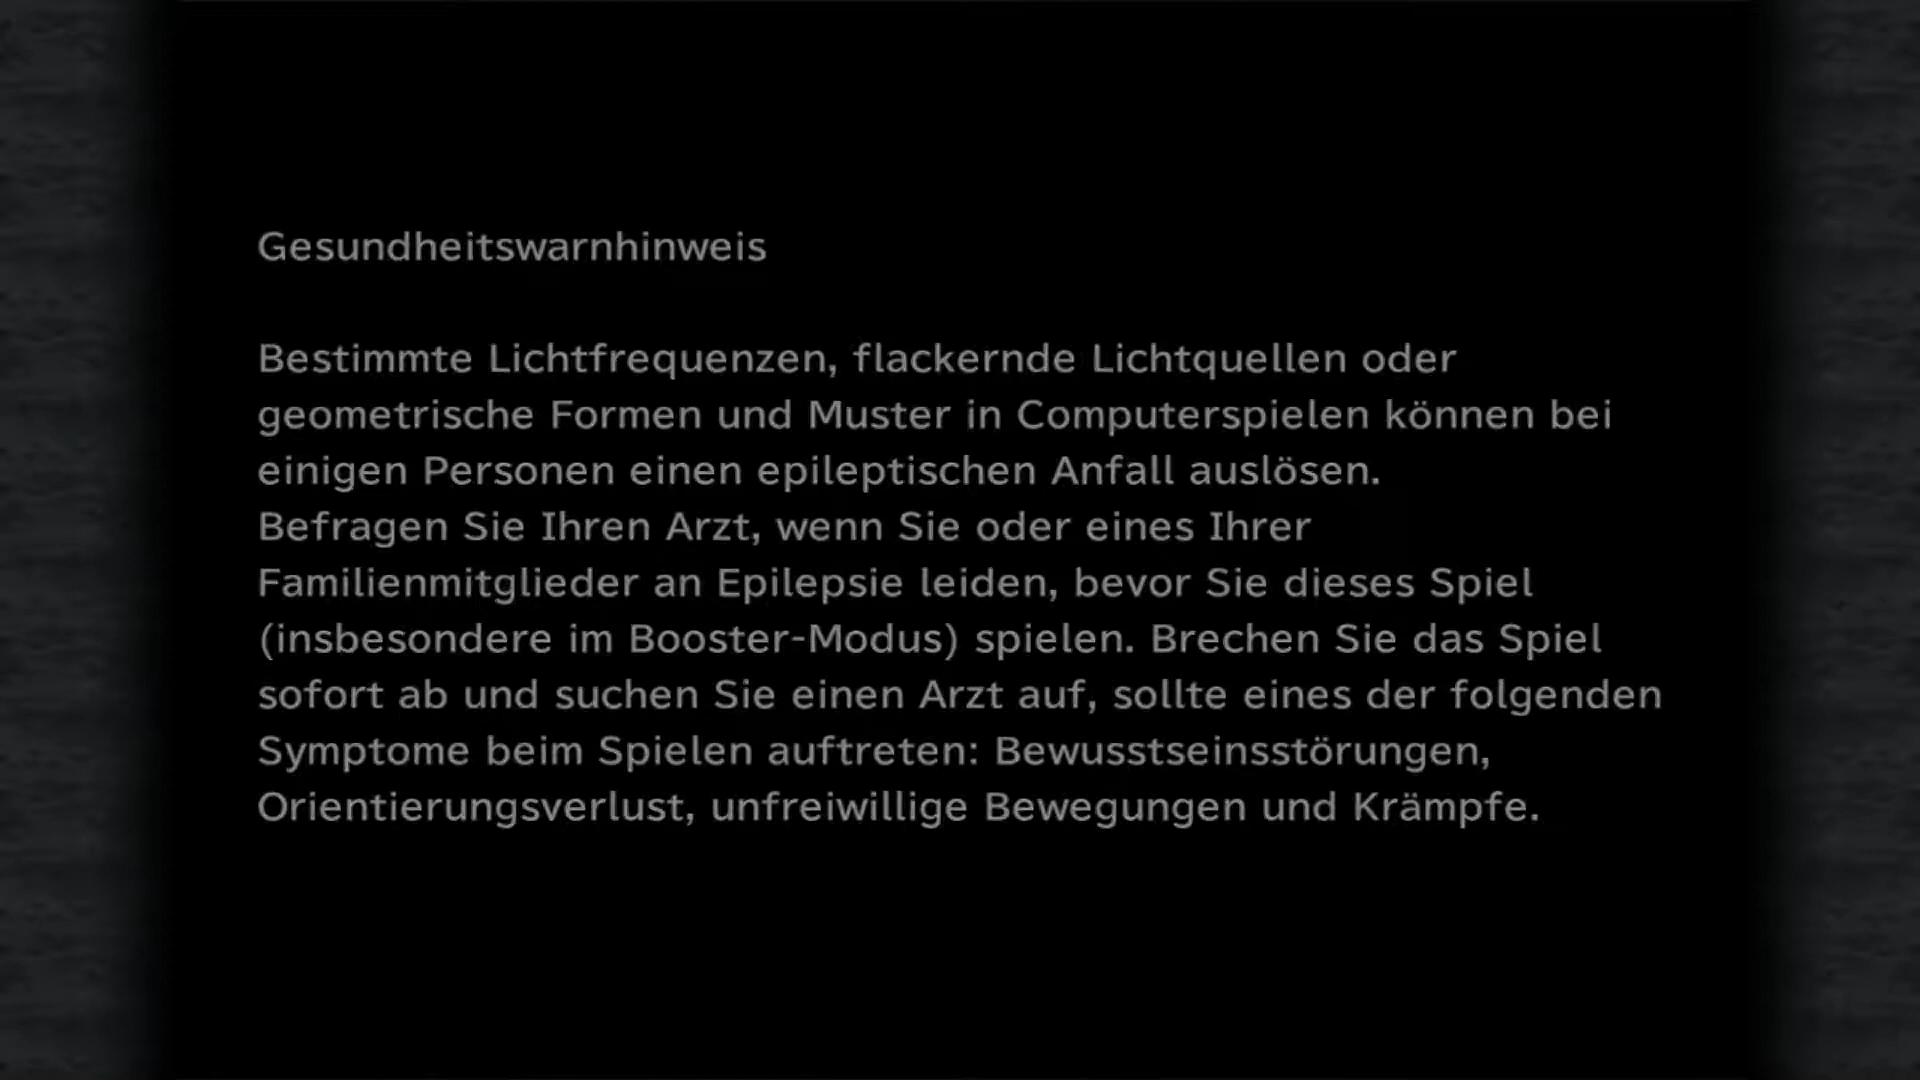 Gesundheitswarnhinweis
Bestimmte Lichtfrequenzen, flackernde Lichtquellen oder
geometrische Formen und Muster in Computerspielen können bei
einigen Personen einen epileptischen Anfall auslösen.
Befragen Sie Ihren Arzt, wenn Sie oder eines Ihrer
Familienmitglieder an Epilepsie leiden, bevor Sie dieses Spiel
(insbesondere im Booster-Modus) spielen. Brechen Sie das Spiel
sofort ab und suchen Sie einen Arzt auf, sollte eines der folgenden
Symptome beim Spielen auftreten: Bewusstseinsstörungen,
Orientierungsverlust, unfreiwillige Bewegungen und Krämpfe.